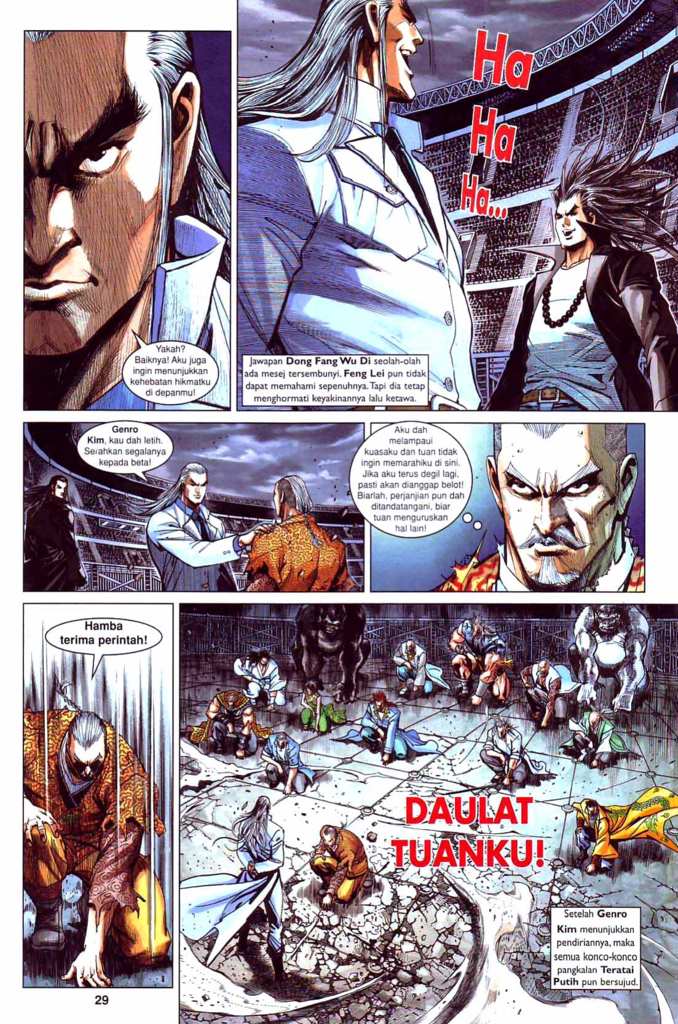 Ha
Ha
Ha...
Yakah?
Baiknya! Aku juga
ingin menunjukkan
kehebatan hikmatku
di depanmu!
Jawapan Dong Fang Wu Di seolah-olah
ada mesej tersembunyi. Feng Lei pun tidak
dapat memahami sepenuhnya. Tapi dia tetap
menghormati keyakinannya lalu ketawa.
Genro
Kim, kau dah letih.
Serahkan segalanya
kepada beta!
Aku dah
melampaui
kuasaku dan tuan tidak
ingin memarahiku di sini.
Jika aku terus degil lagi,
pasti akan dianggap belot!
Biarlah, perjanjian pun dah
ditandatangani, biar
tuan menguruskan
hal lain!
Hamba
terima perintah!
DAULAT
TUANKU!
Setelah Genro
Kim menunjukkan
pendiriannya, maka
semua konco-konco
pangkalan Teratai
Putih pun bersujud.
29